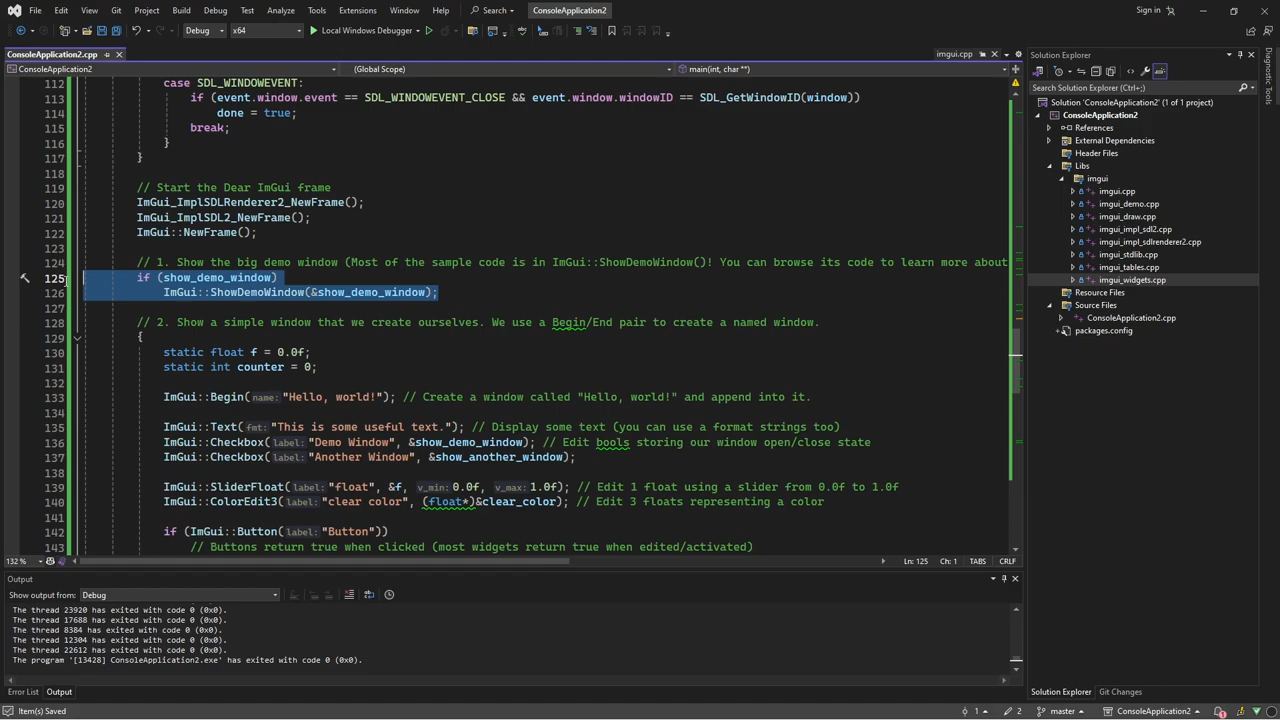 File Edit View Git Project Build Debug Test Analyze Tools Extensions Window Help Search ConsoleApplication2 Sign in
Debug x64 Local Windows Debugger
ConsoleApplication2.cpp imgui.cpp
ConsoleApplication2 (Global Scope) main(int, char **)
112 case SDL_WINDOWEVENT:
113 if (event.window.event == SDL_WINDOWEVENT_CLOSE && event.window.windowID == SDL_GetWindowID(window))
114 done = true;
115 break;
116 }
117 }
118
119 // Start the Dear ImGui frame
120 ImGui_ImplSDLRenderer2_NewFrame();
121 ImGui_ImplSDL2_NewFrame();
122 ImGui::NewFrame();
123
124 // 1. Show the big demo window (Most of the sample code is in ImGui::ShowDemoWindow()! You can browse its code to learn more about
125 if (show_demo_window)
126 ImGui::ShowDemoWindow(&show_demo_window);
127
128 // 2. Show a simple window that we create ourselves. We use a Begin/End pair to create a named window.
129 {
130 static float f = 0.0f;
131 static int counter = 0;
132
133 ImGui::Begin(name: "Hello, world!"); // Create a window called "Hello, world!" and append into it.
134
135 ImGui::Text(fmt: "This is some useful text."); // Display some text (you can use a format strings too)
136 ImGui::Checkbox(label: "Demo Window", &show_demo_window); // Edit bools storing our window open/close state
137 ImGui::Checkbox(label: "Another Window", &show_another_window);
138
139 ImGui::SliderFloat(label: "float", &f, v_min: 0.0f, v_max: 1.0f); // Edit 1 float using a slider from 0.0f to 1.0f
140 ImGui::ColorEdit3(label: "clear color", (float*)&clear_color); // Edit 3 floats representing a color
141
142 if (ImGui::Button(label: "Button"))
143 // Buttons return true when clicked (most widgets return true when edited/activated)
132 % Ln: 125 Ch: 1 TABS CRLF
Output
Show output from: Debug
The thread 23920 has exited with code 0 (0x0).
The thread 17688 has exited with code 0 (0x0).
The thread 8384 has exited with code 0 (0x0).
The thread 12304 has exited with code 0 (0x0).
The thread 22612 has exited with code 0 (0x0).
The program '[13428] ConsoleApplication2.exe' has exited with code 0 (0x0).
Error List Output
Item(s) Saved
Solution Explorer
Search Solution Explorer (Ctrl+;)
Solution 'ConsoleApplication2' (1 of 1 project)
ConsoleApplication2
References
External Dependencies
Header Files
Libs
imgui
imgui.cpp
imgui_demo.cpp
imgui_draw.cpp
imgui_impl_sdl2.cpp
imgui_impl_sdlrenderer2.cpp
imgui_stdlib.cpp
imgui_tables.cpp
imgui_widgets.cpp
Resource Files
Source Files
ConsoleApplication2.cpp
packages.config
Solution Explorer Git Changes
1 2 master ConsoleApplication2 1
Diagnostic Tools